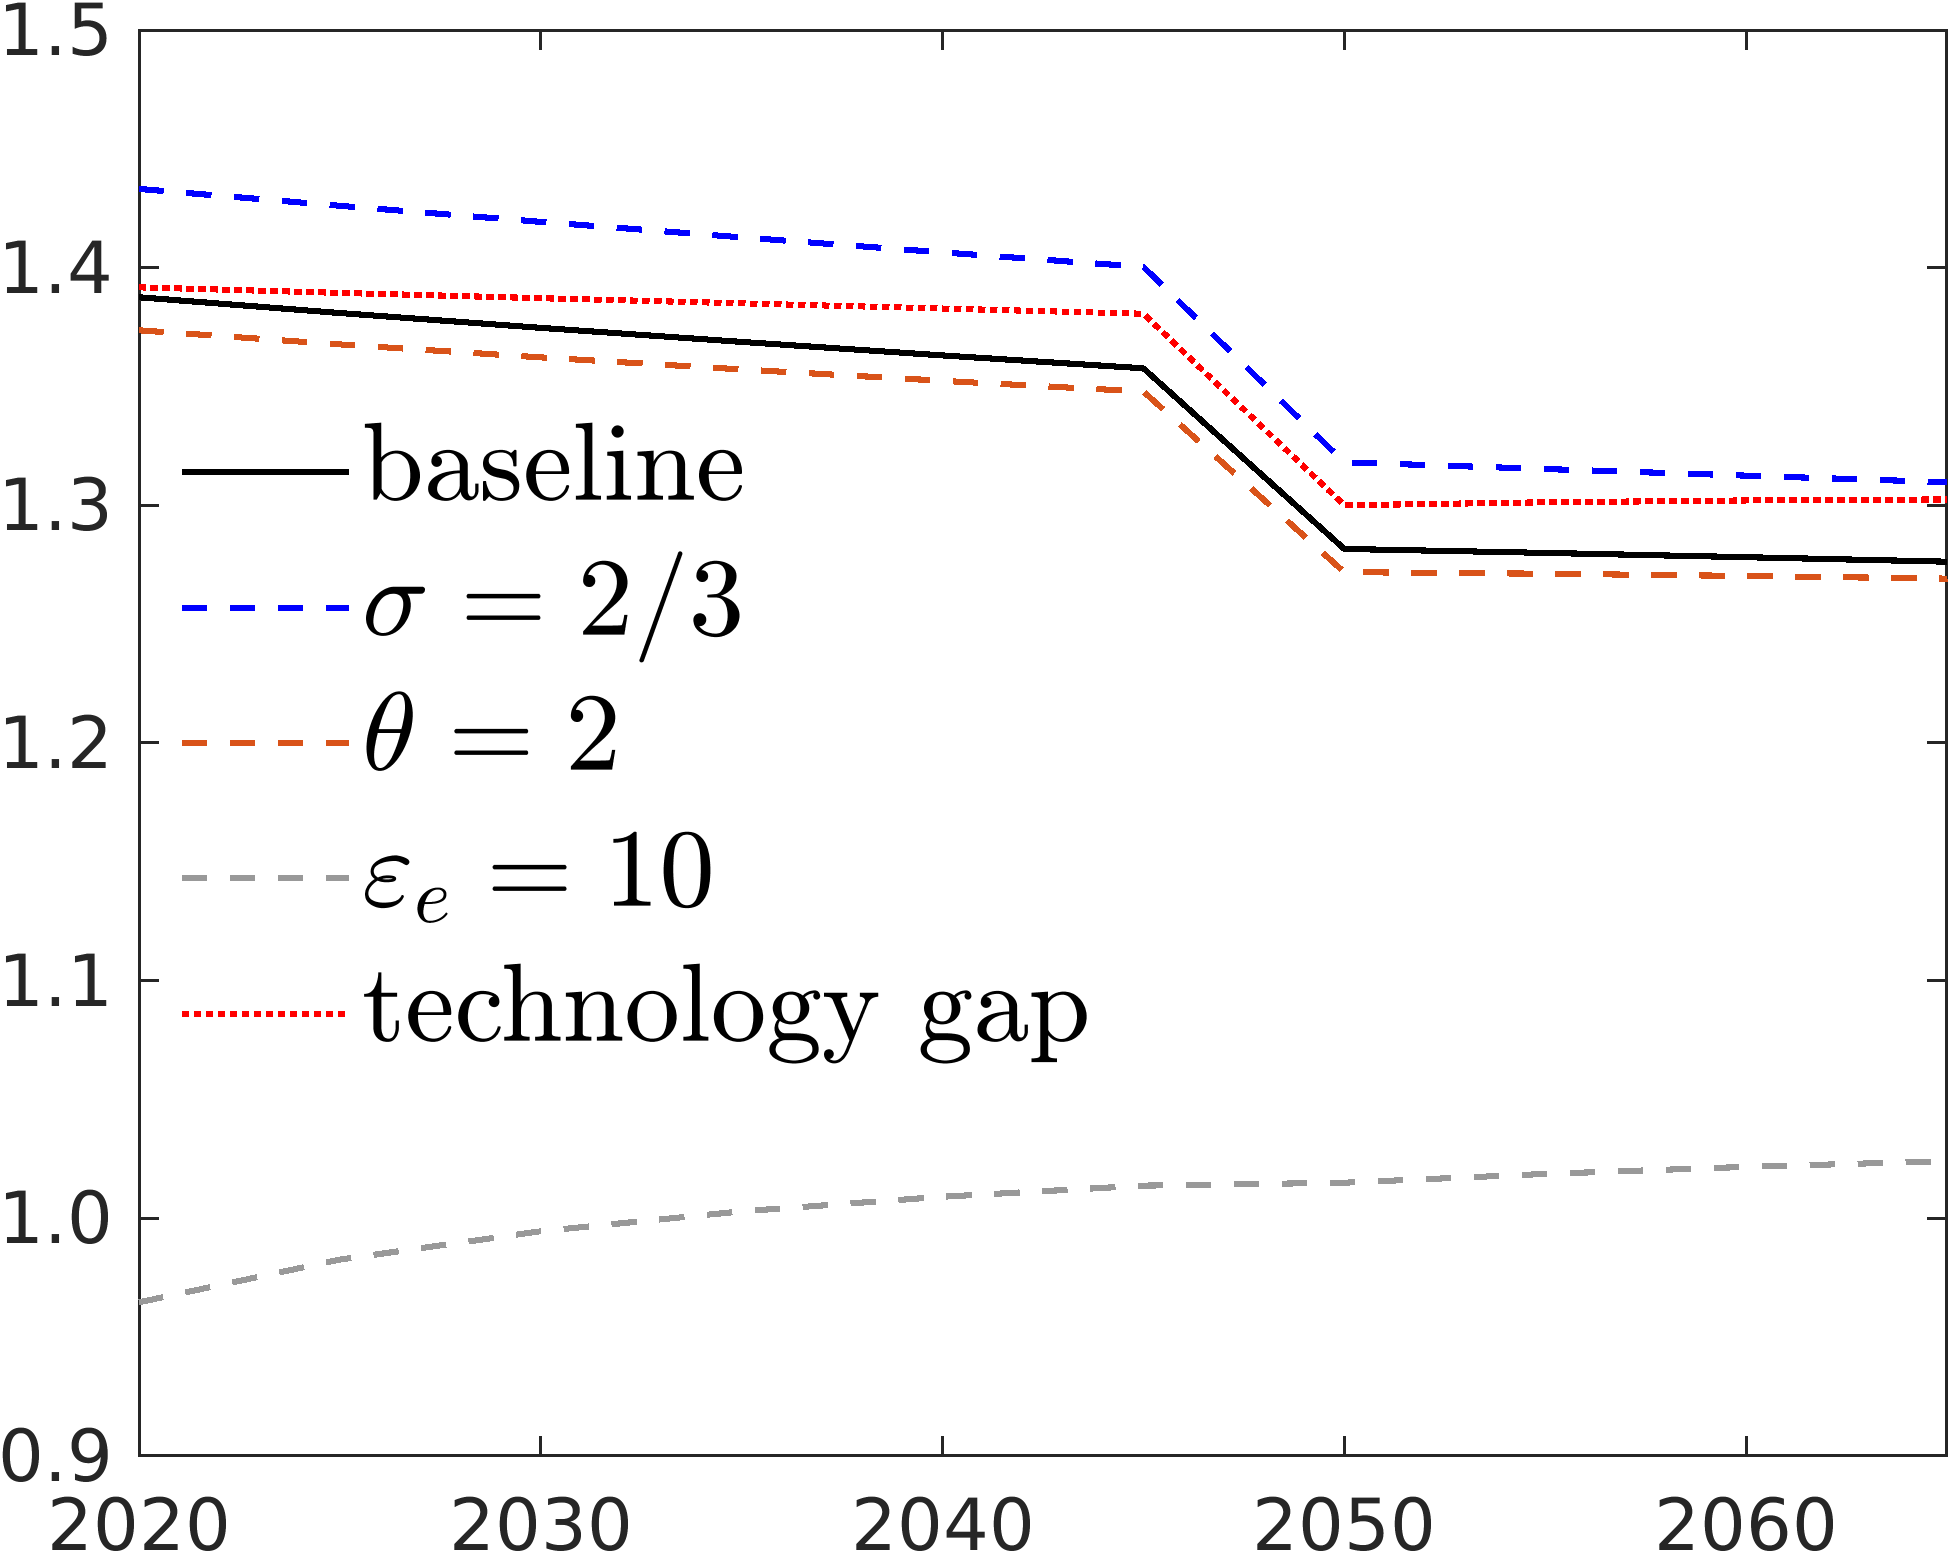 1.5
1.4
1.3
1.2
1.1
1.0
0.9
baseline
σ = 2/3
θ = 2
εₑ = 10
technology gap
2020 2030 2040 2050 2060